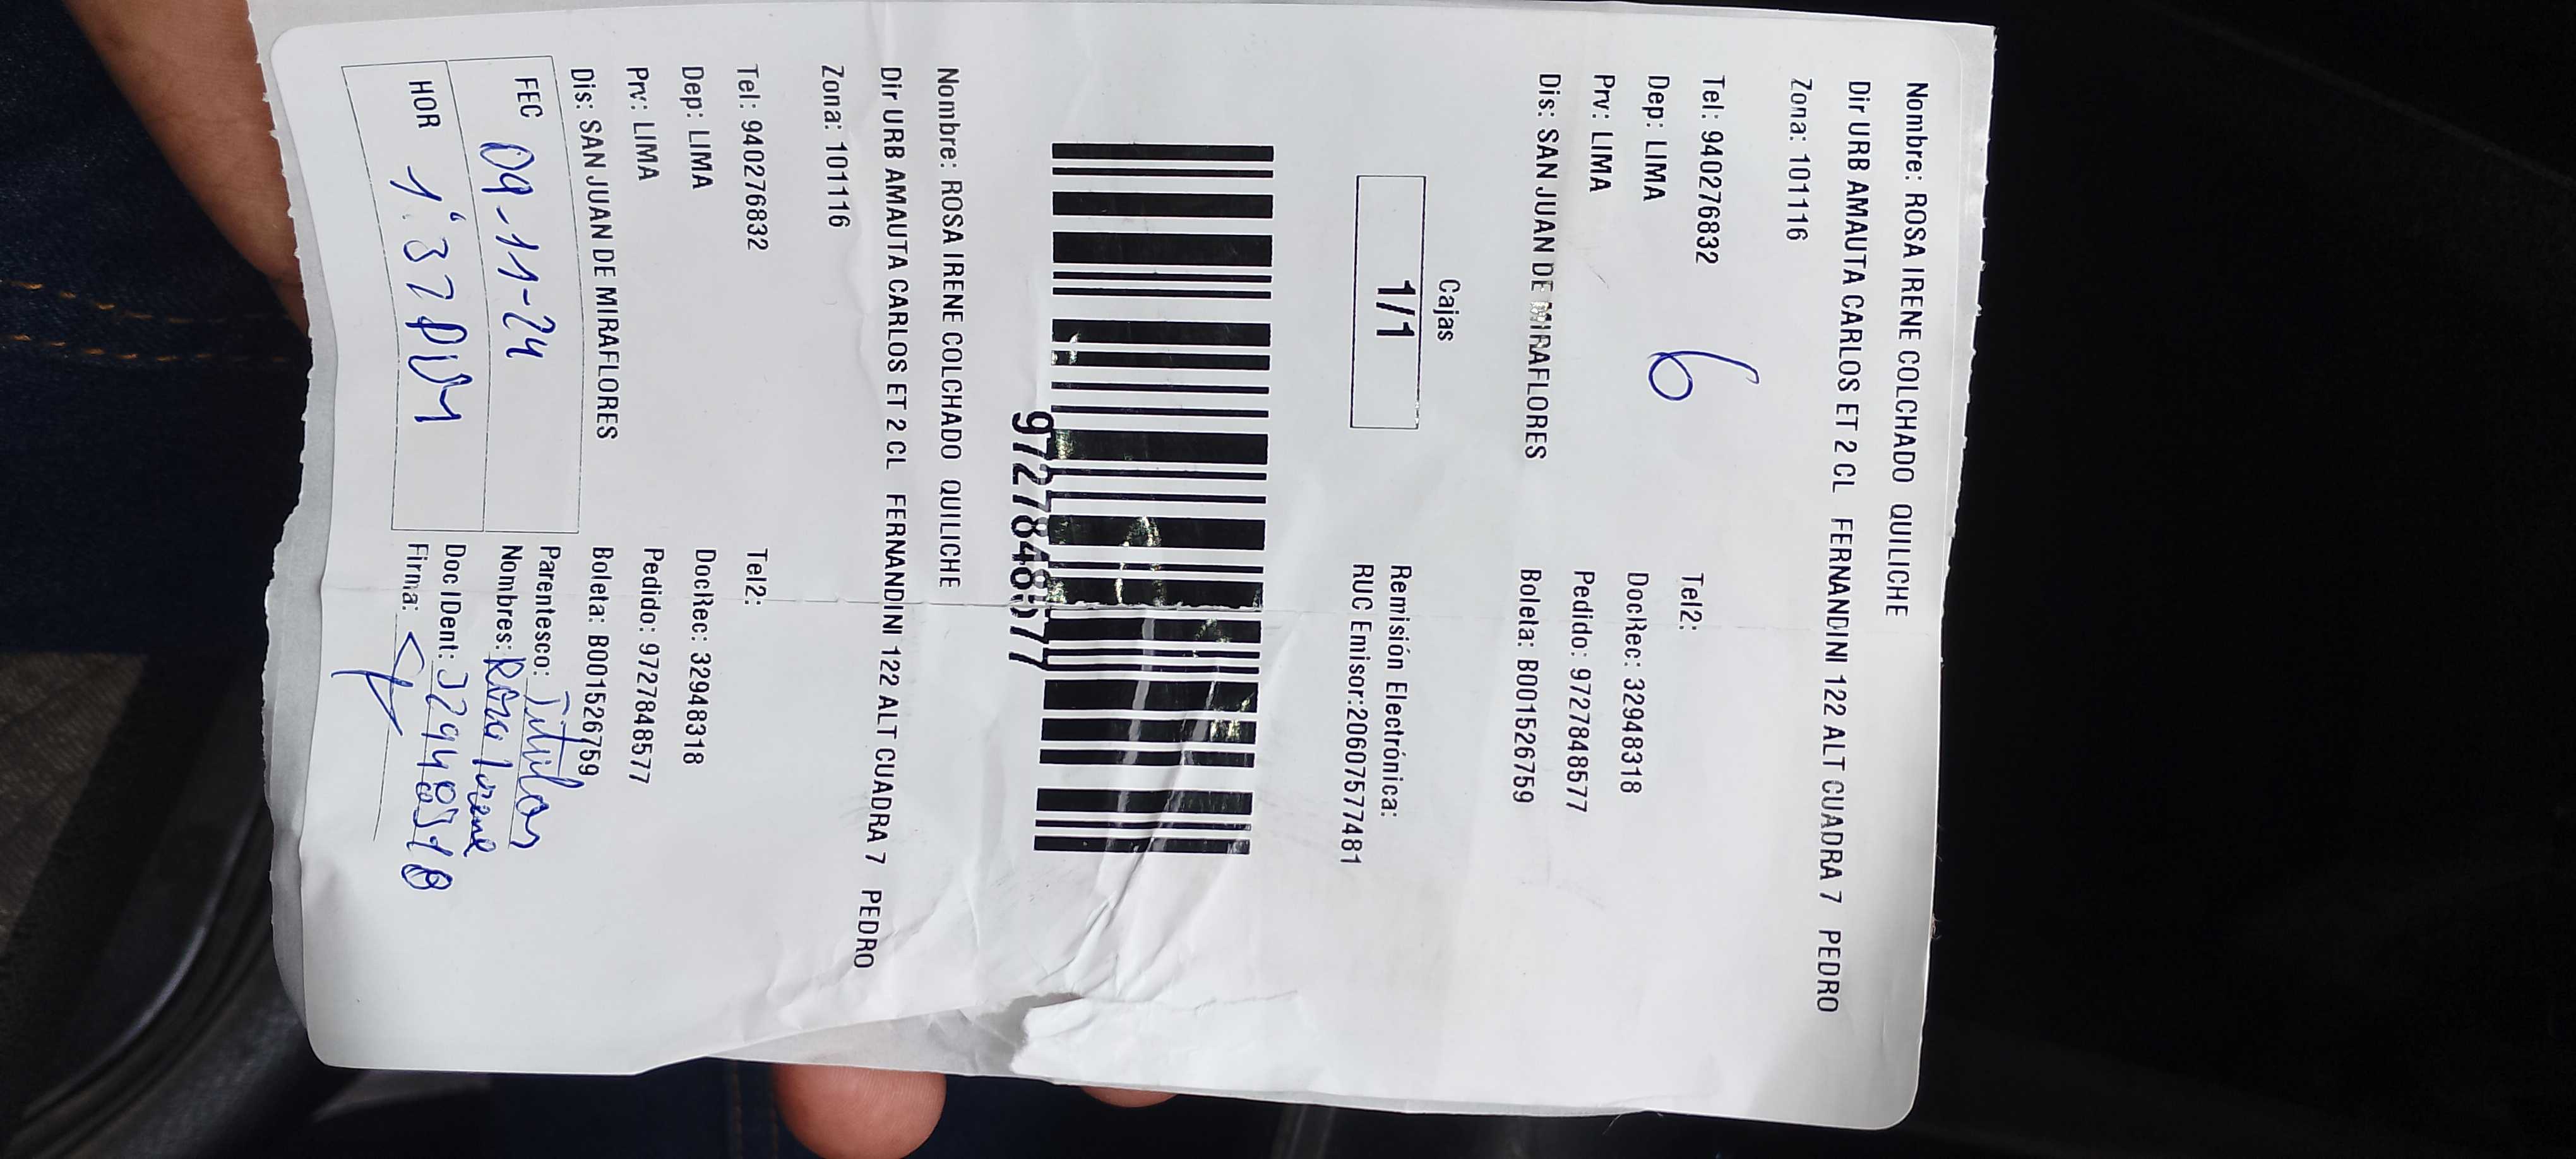 Nombre: ROSA IRENE COLCHADO QUILICHE
Dir URB AMAUTA CARLOS ET 2 CL FERNANDINI 122 ALT CUADRA 7 PEDRO
Zona: 101116
Tel: 940276832 Tel2:
Dep: LIMA 6 DocRec: 32948318
Prv: LIMA Pedido: 9727848577
Dis: SAN JUAN DE MIRAFLORES Boleta: B001526759
Cajas Remisión Electrónica:
1/1 RUC Emisor:20607577481
9727848577
Nombre: ROSA IRENE COLCHADO QUILICHE
Dir URB AMAUTA CARLOS ET 2 CL FERNANDINI 122 ALT CUADRA 7 PEDRO
Zona: 101116
Tel: 940276832 Tel2:
Dep: LIMA DocRec: 32948318
Prv: LIMA Pedido: 9727848577
Dis: SAN JUAN DE MIRAFLORES Boleta: B001526759
FEC 09-11-24 Parentesco:
HOR 1:37 PM Nombres: Rosa Irene
Doc IDent: 32948318
Firma: